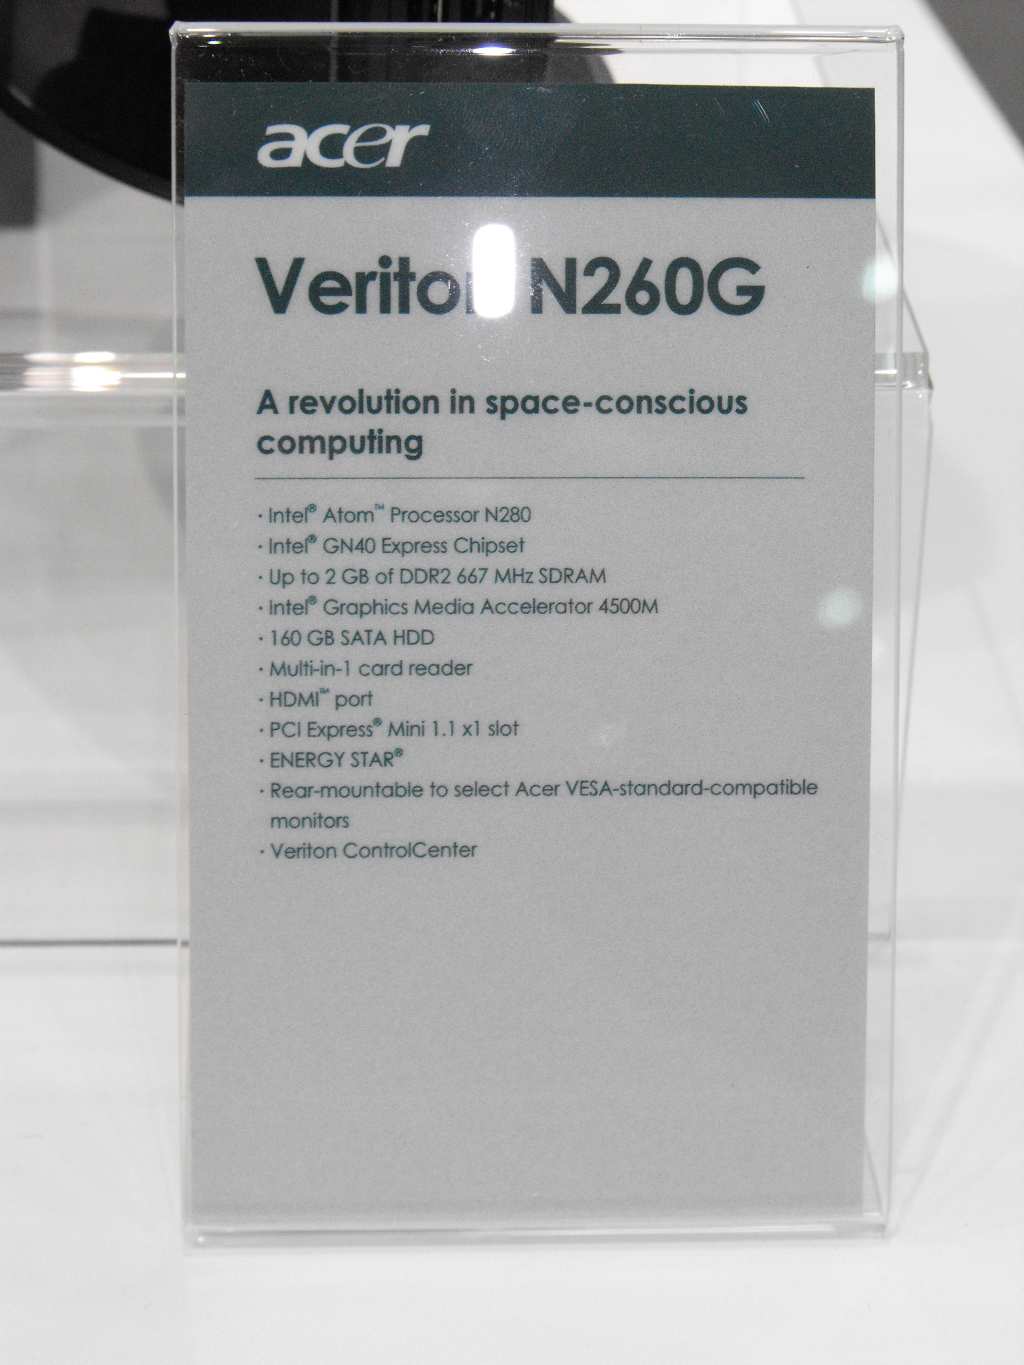 acer
Veriton N260G
A revolution in space-conscious
computing
· Intel® Atom™ Processor N280
· Intel® GN40 Express Chipset
· Up to 2 GB of DDR2 667 MHz SDRAM
· Intel® Graphics Media Accelerator 4500M
· 160 GB SATA HDD
· Multi-in-1 card reader
· HDMI™ port
· PCI Express® Mini 1.1 x1 slot
· ENERGY STAR®
· Rear-mountable to select Acer VESA-standard-compatible
monitors
· Veriton ControlCenter